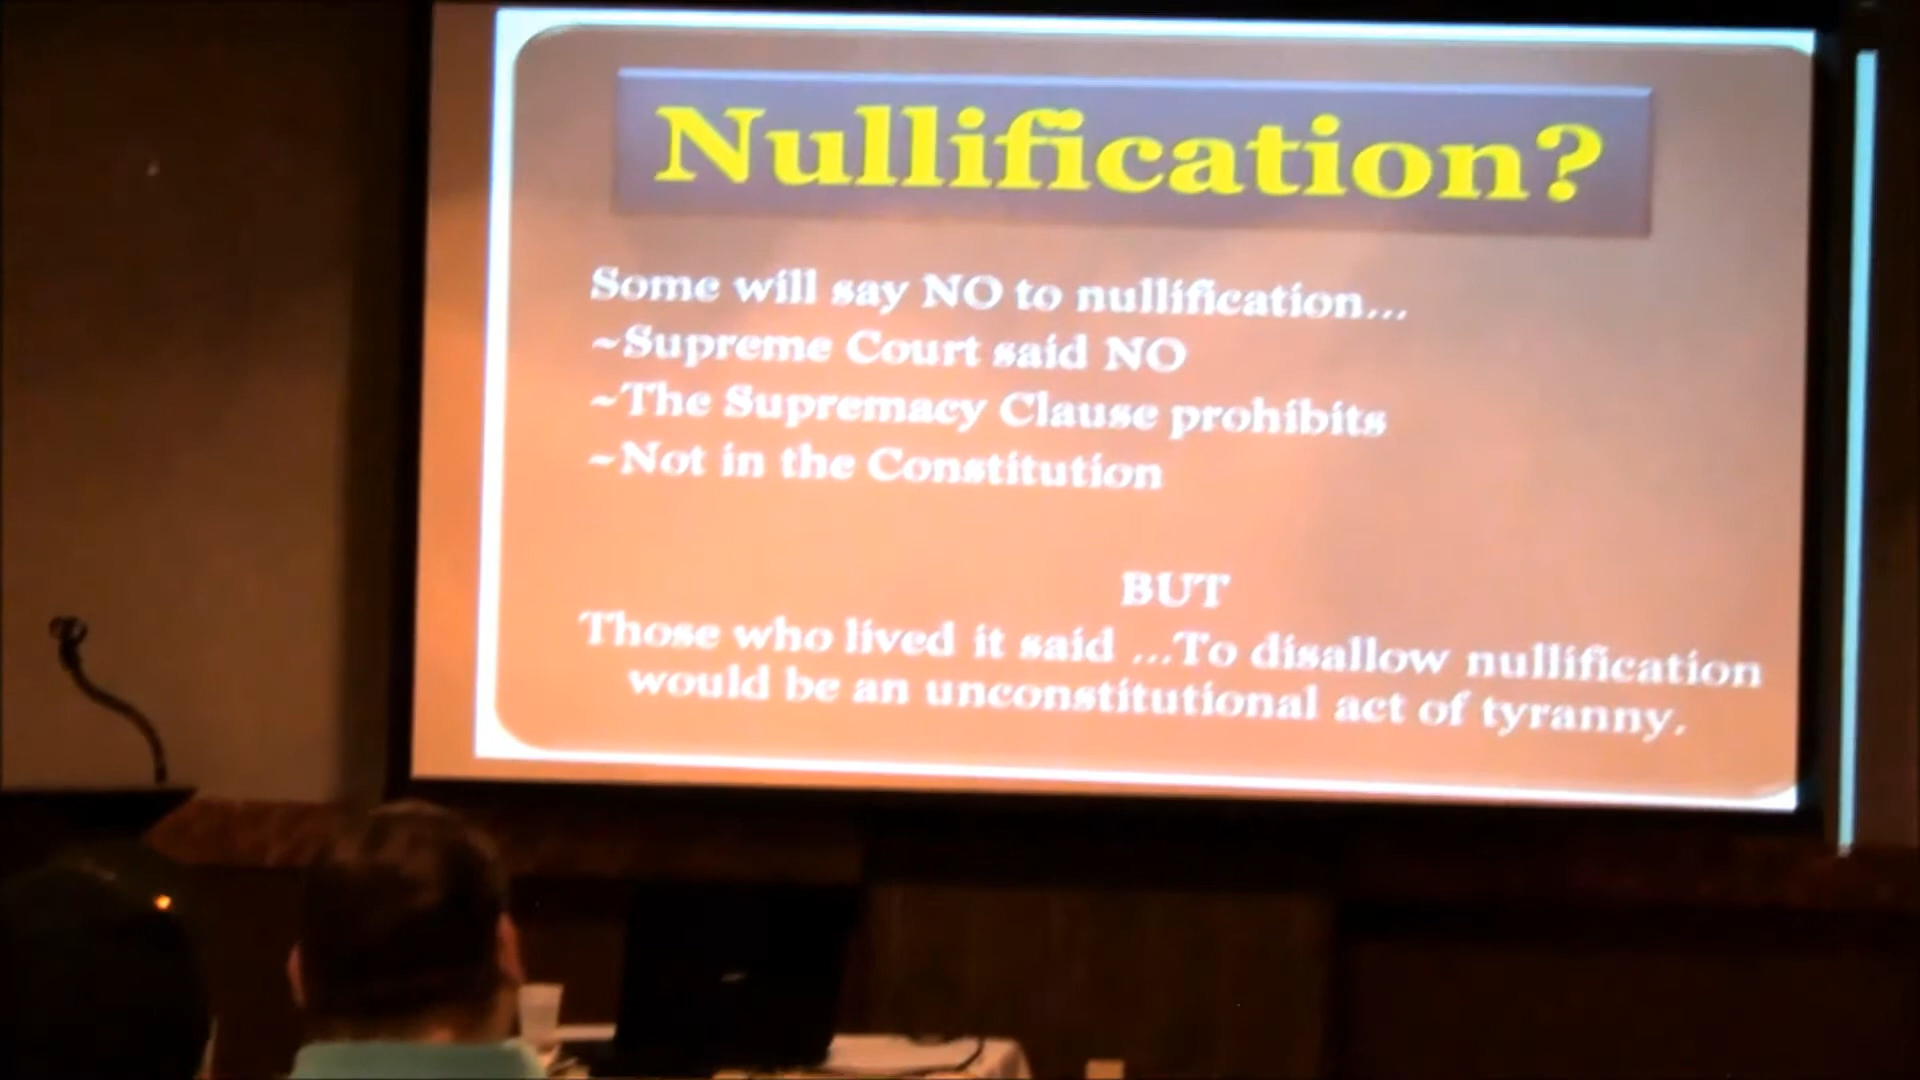 Nullification?
Some will say NO to nullification...
~Supreme Court said NO
~The Supremacy Clause prohibits
~Not in the Constitution
BUT
Those who lived it said ...To disallow nullification
would be an unconstitutional act of tyranny.